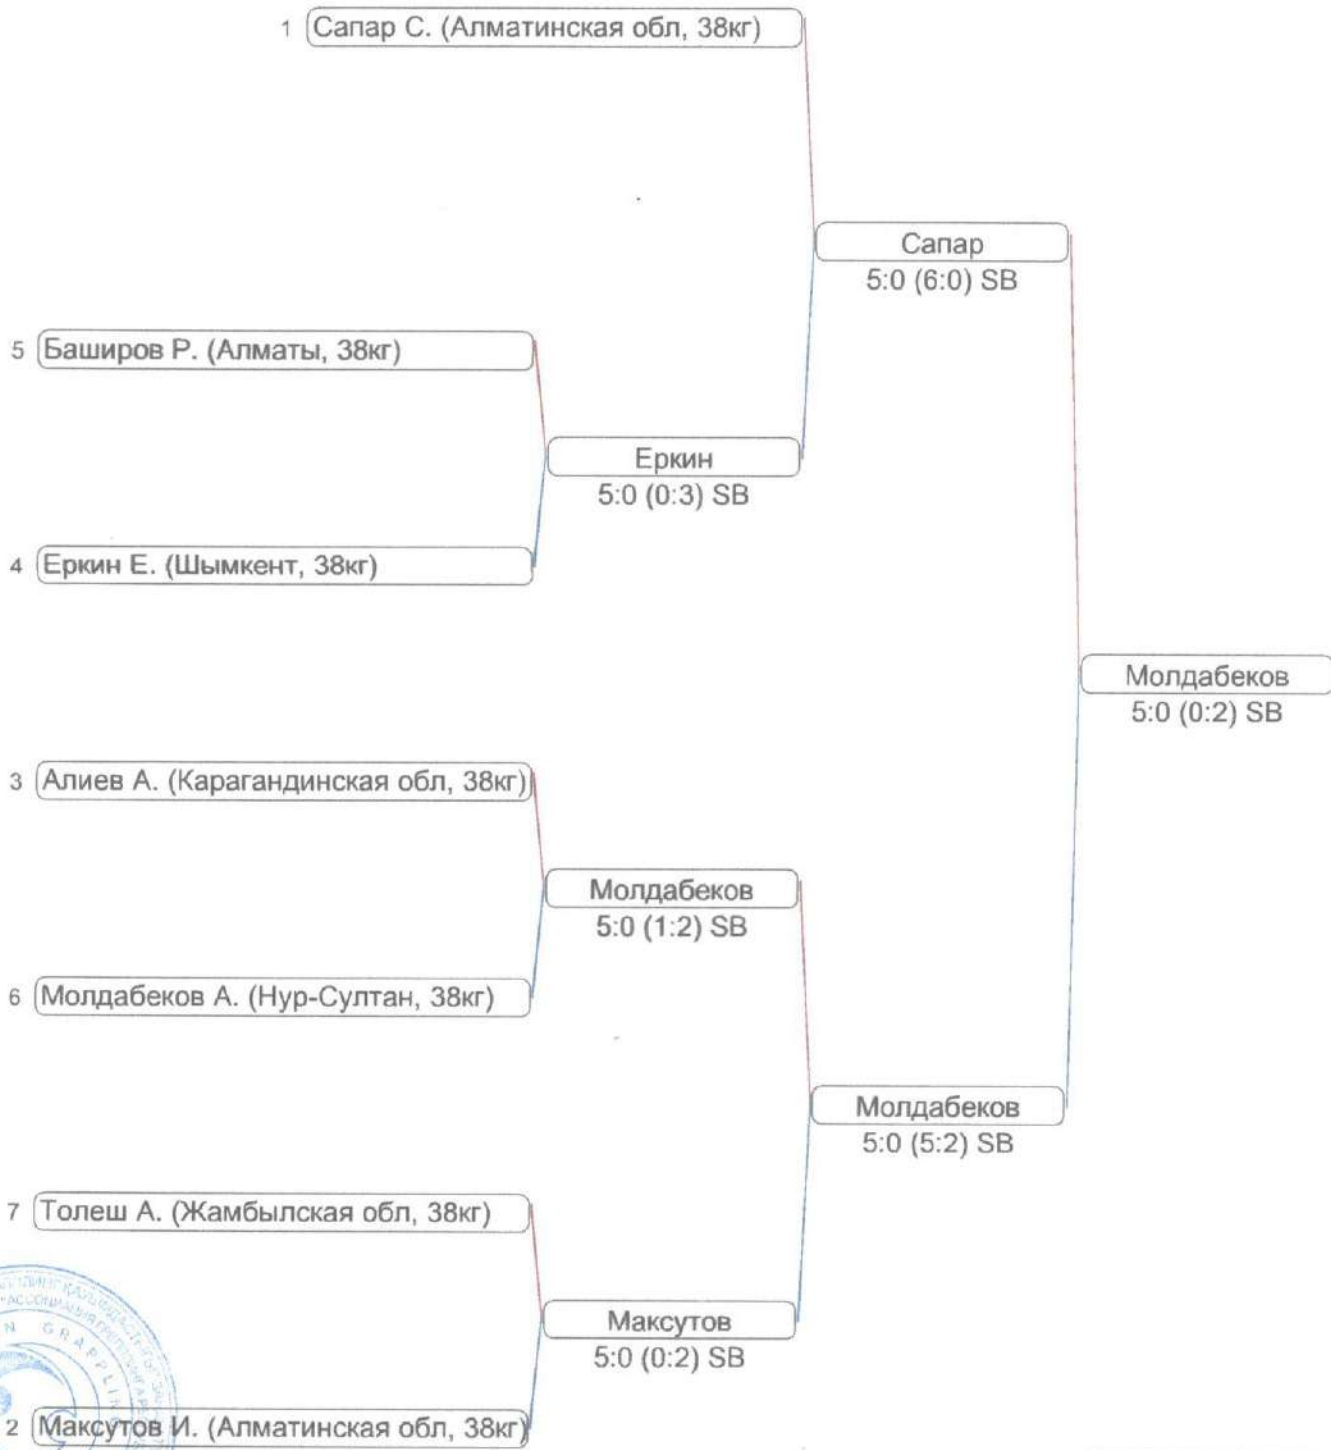 1 Сапар С. (Алматинская обл, 38кг)
Сапар
5:0 (6:0) SB
5 Баширов Р. (Алматы, 38кг)
Еркин
5:0 (0:3) SB
4 Еркин Е. (Шымкент, 38кг)
Молдабеков
5:0 (0:2) SB
3 Алиев А. (Карагандинская обл, 38кг)
Молдабеков
5:0 (1:2) SB
6 Молдабеков А. (Нур-Султан, 38кг)
Молдабеков
5:0 (5:2) SB
7 Толеш А. (Жамбылская обл, 38кг)
Максутов
5:0 (0:2) SB
GRAPPLING
2 Максутов И. (Алматинская обл, 38кг)